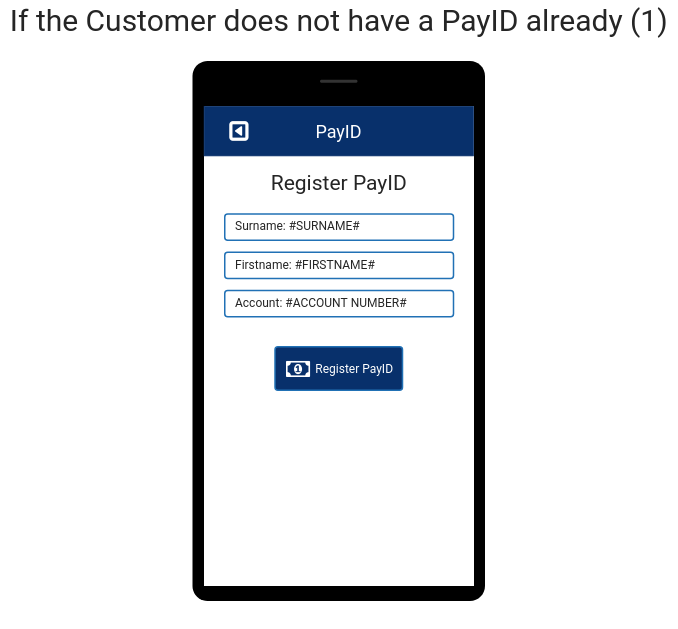 If the Customer does not have a PayID already (1)
PayID
Register PayID
Surname: #SURNAME#
Firstname: #FIRSTNAME#
Account: #ACCOUNT NUMBER#
1 Register PayID